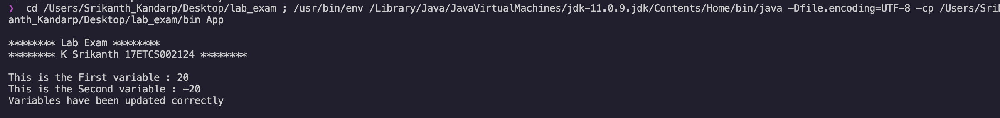 ❯ cd /Users/Srikanth_Kandarp/Desktop/lab_exam ; /usr/bin/env /Library/Java/JavaVirtualMachines/jdk-11.0.9.jdk/Contents/Home/bin/java -Dfile.encoding=UTF-8 -cp /Users/Srik
anth_Kandarp/Desktop/lab_exam/bin App
******** Lab Exam ********
******** K Srikanth 17ETCS002124 ********
This is the First variable : 20
This is the Second variable : -20
Variables have been updated correctly